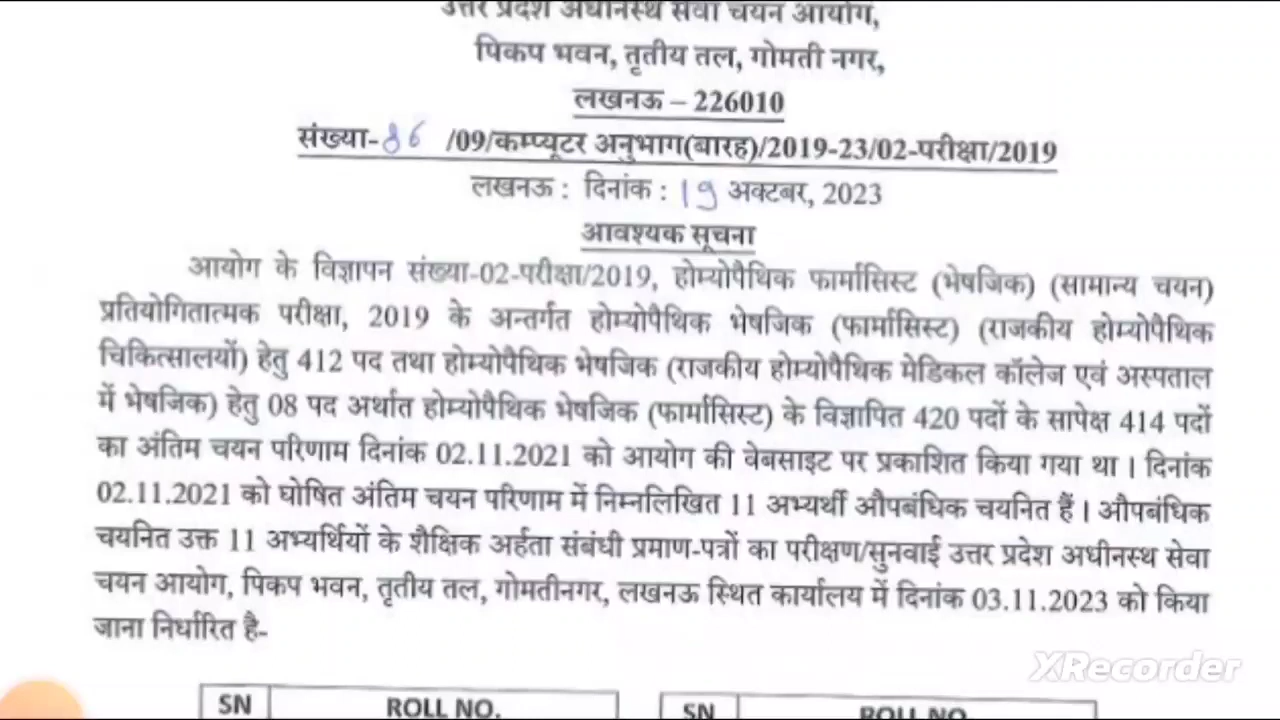 उत्तर प्रदेश अधीनस्थ सेवा चयन आयोग,
पिकप भवन, तृतीय तल, गोमती नगर,
लखनऊ – 226010
संख्या-86 /09/कम्प्यूटर अनुभाग(बारह)/2019-23/02-परीक्षा/2019
लखनऊ : दिनांक : 19 अक्टबर, 2023
आवश्यक सूचना
आयोग के विज्ञापन संख्या-02-परीक्षा/2019, होम्योपैथिक फार्मासिस्ट (भेषजिक) (सामान्य चयन)
प्रतियोगितात्मक परीक्षा, 2019 के अन्तर्गत होम्योपैथिक भेषजिक (फार्मासिस्ट) (राजकीय होम्योपैथिक
चिकित्सालयों) हेतु 412 पद तथा होम्योपैथिक भेषजिक (राजकीय होम्योपैथिक मेडिकल कॉलेज एवं अस्पताल
में भेषजिक) हेतु 08 पद अर्थात होम्योपैथिक भेषजिक (फार्मासिस्ट) के विज्ञापित 420 पदों के सापेक्ष 414 पदों
का अंतिम चयन परिणाम दिनांक 02.11.2021 को आयोग की वेबसाइट पर प्रकाशित किया गया था । दिनांक
02.11.2021 को घोषित अंतिम चयन परिणाम में निम्नलिखित 11 अभ्यर्थी औपबंधिक चयनित हैं । औपबंधिक
चयनित उक्त 11 अभ्यर्थियों के शैक्षिक अर्हता संबंधी प्रमाण-पत्रों का परीक्षण/सुनवाई उत्तर प्रदेश अधीनस्थ सेवा
चयन आयोग, पिकप भवन, तृतीय तल, गोमतीनगर, लखनऊ स्थित कार्यालय में दिनांक 03.11.2023 को किया
जाना निर्धारित है-
XRecorder
SN ROLL NO. SN ROLL NO.